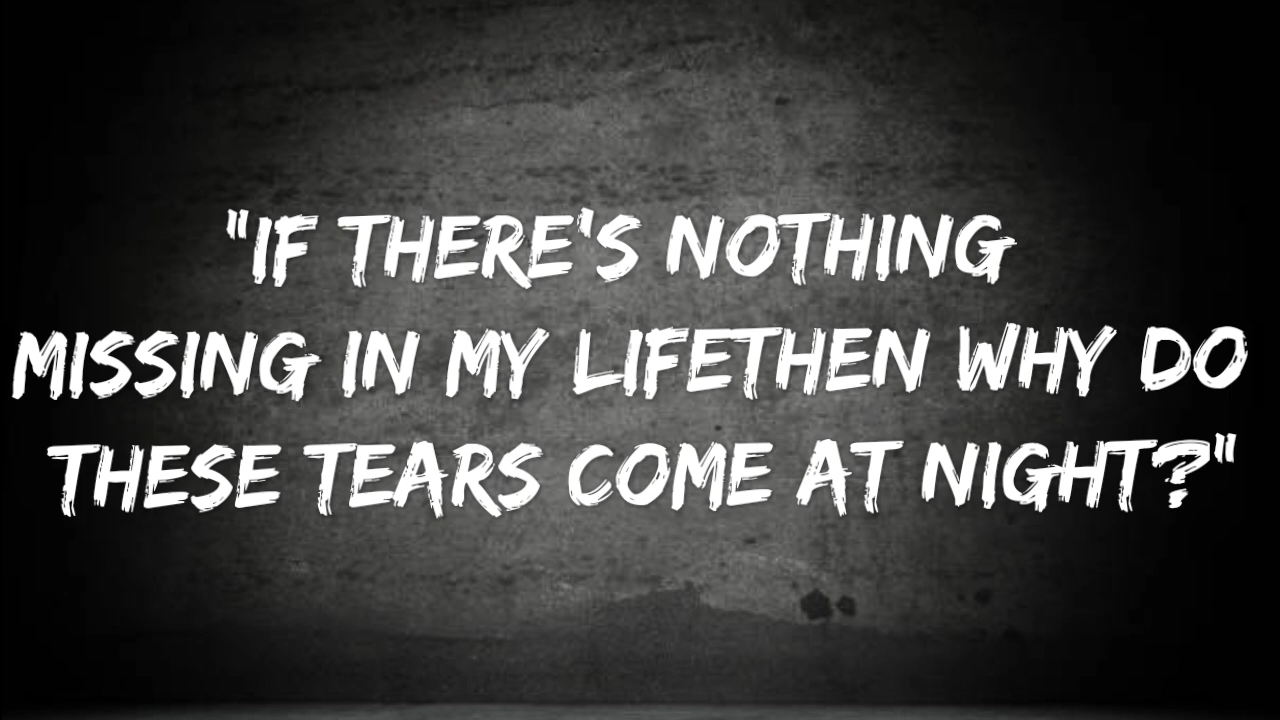 "IF THERE'S NOTHING
MISSING IN MY LIFETHEN WHY DO
THESE TEARS COME AT NIGHT?"